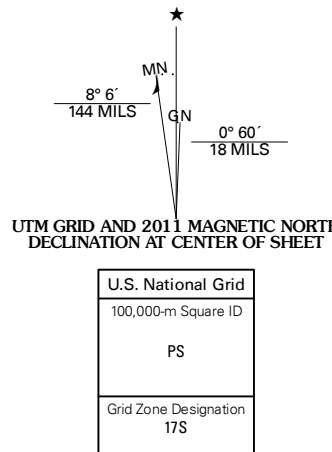 ★
MN
8° 6´
144 MILS
GN
0° 60´
18 MILS
UTM GRID AND 2011 MAGNETIC NORTH
DECLINATION AT CENTER OF SHEET
U.S. National Grid
100,000-m Square ID
PS
Grid Zone Designation
17S